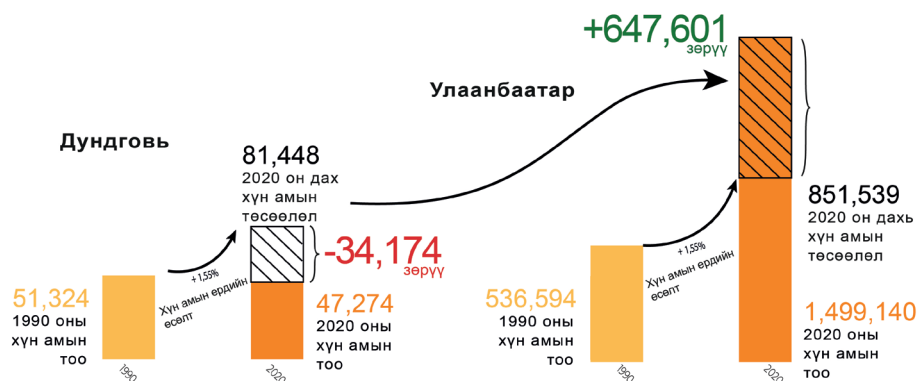 Дундговь
81,448
2020 он дах
хүн амын
төсөөлөл
-34,174
зөрүү
+ 1,55%
Хүн амын ердийн
өсөлт
51,324
1990 оны
хүн амын
тоо
47,274
2020 оны
хүн амын
тоо
1990
2020
Улаанбаатар
+647,601
зөрүү
851,539
2020 он дахь
хүн амын
төсөөлөл
+ 1,55%
Хүн амын ердийн
өсөлт
536,594
1990 оны
хүн амын
тоо
1,499,140
2020 оны
хүн амын
тоо
1990
2020